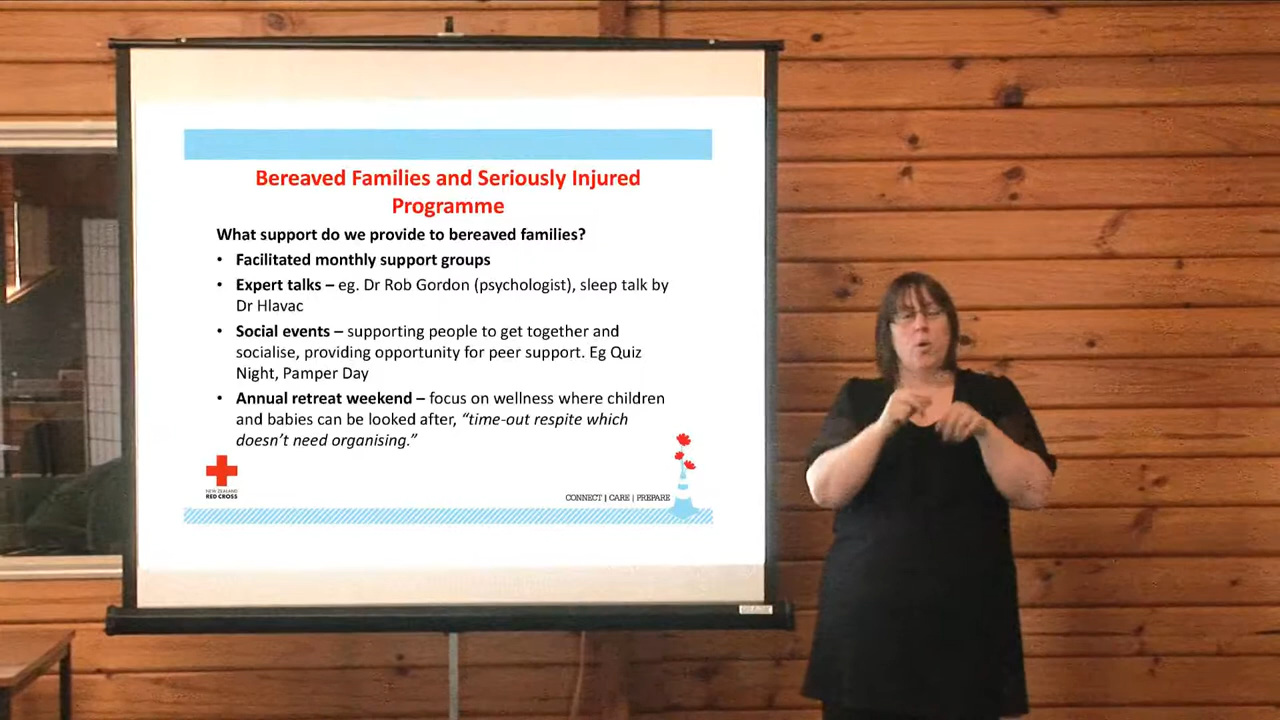 Bereaved Families and Seriously Injured
Programme
What support do we provide to bereaved families?
• Facilitated monthly support groups
• Expert talks – eg. Dr Rob Gordon (psychologist), sleep talk by
Dr Hlavac
• Social events – supporting people to get together and
socialise, providing opportunity for peer support. Eg Quiz
Night, Pamper Day
• Annual retreat weekend – focus on wellness where children
and babies can be looked after, “time-out respite which
doesn’t need organising.”
NEW ZEALAND
RED CROSS
CONNECT | CARE | PREPARE